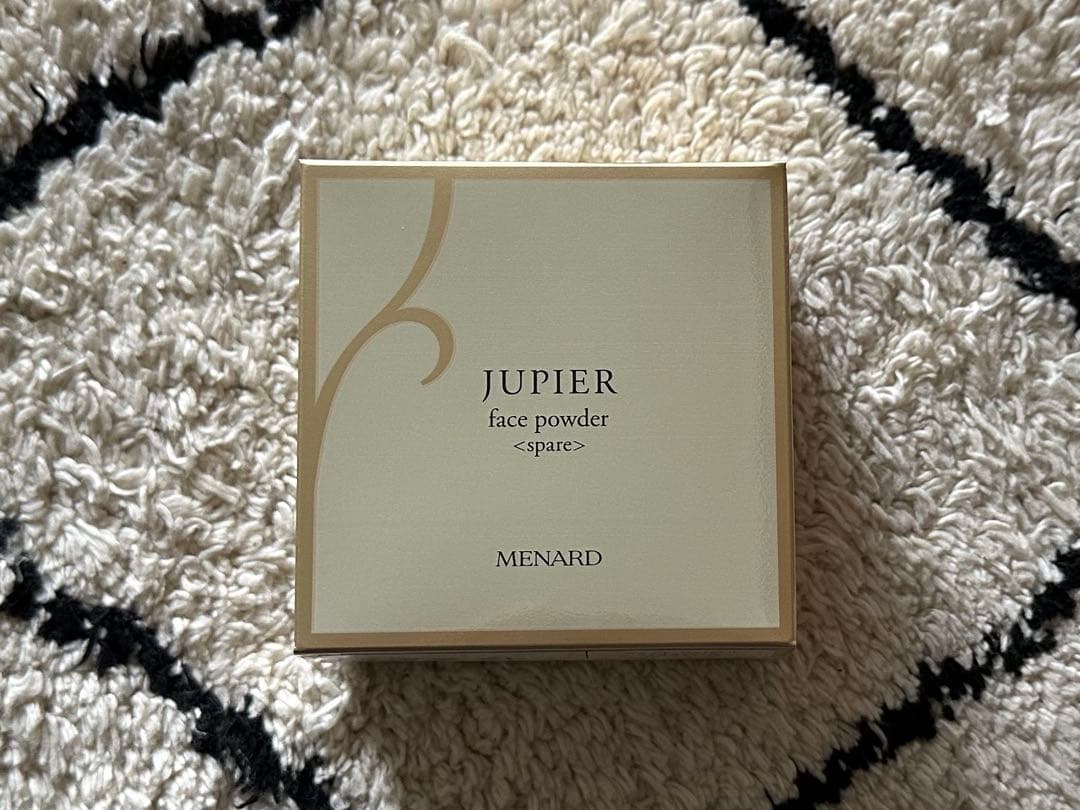 JUPIER
face powder
<spare>
MENARD